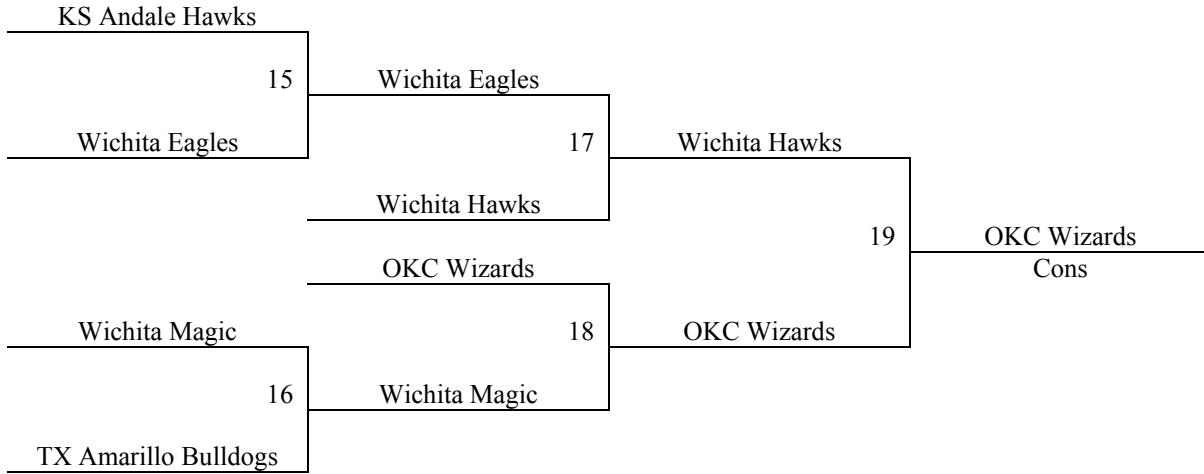 KS Andale Hawks
15
Wichita Eagles
Wichita Eagles
17
Wichita Hawks
Wichita Hawks
19
OKC Wizards
Cons
OKC Wizards
Wichita Magic
18
OKC Wizards
16
Wichita Magic
TX Amarillo Bulldogs